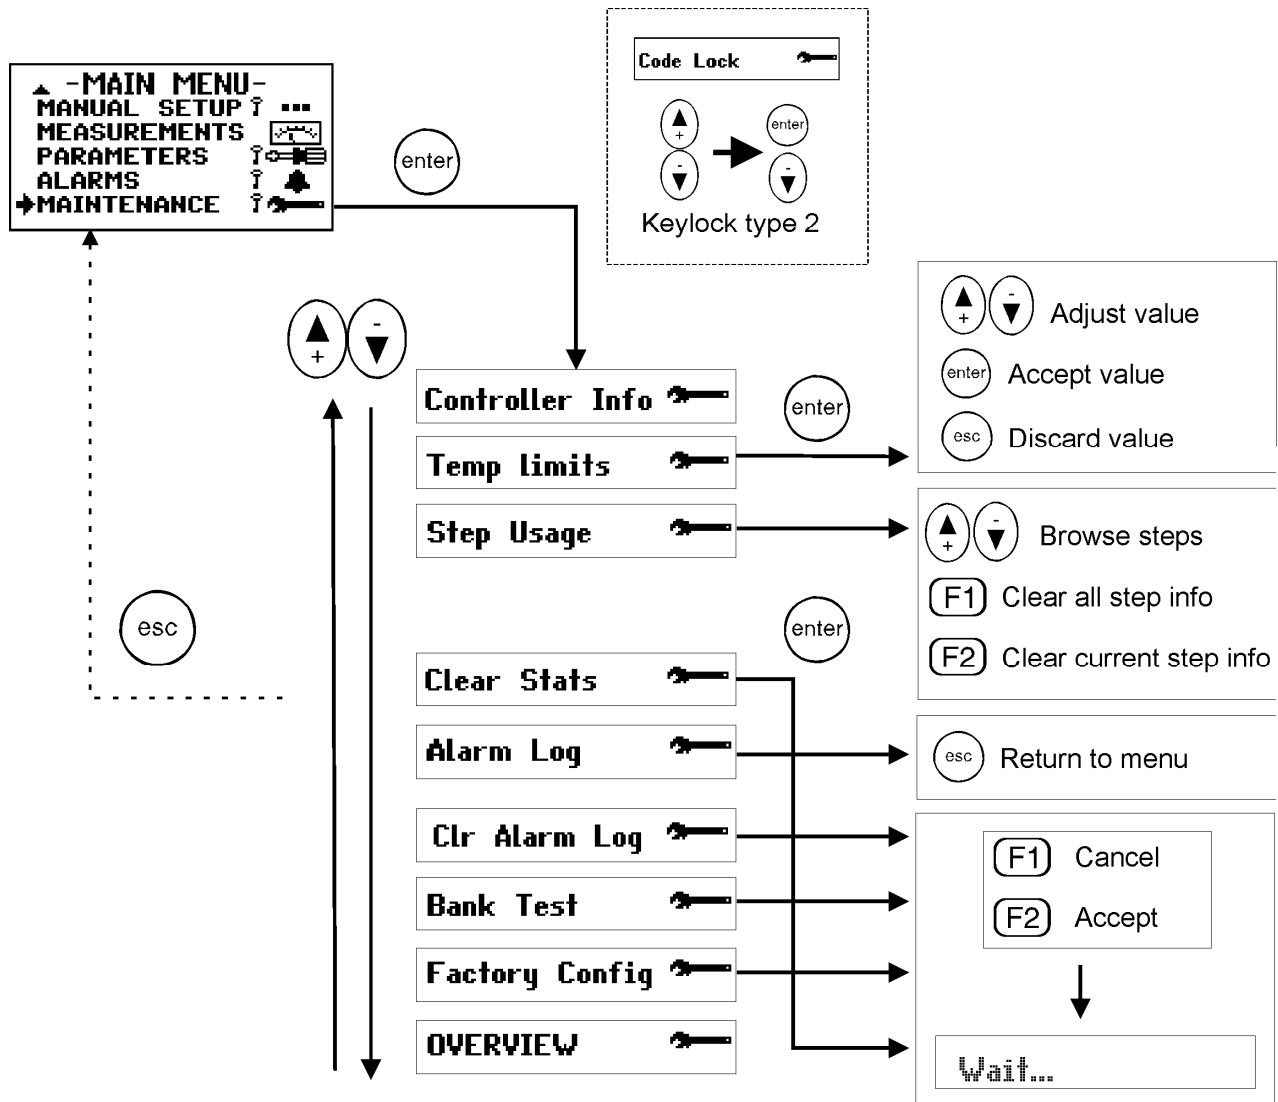 -MAIN MENU-
MANUAL SETUP
MEASUREMENTS
PARAMETERS
ALARMS
MAINTENANCE
enter
Code Lock
+
-
enter
-
Keylock type 2
+
-
esc
Controller Info
Temp limits
Step Usage
Clear Stats
Alarm Log
Clr Alarm Log
Bank Test
Factory Config
OVERVIEW
enter
enter
+
-
Adjust value
enter Accept value
esc Discard value
+
-
Browse steps
F1 Clear all step info
F2 Clear current step info
esc Return to menu
F1 Cancel
F2 Accept
Wait...